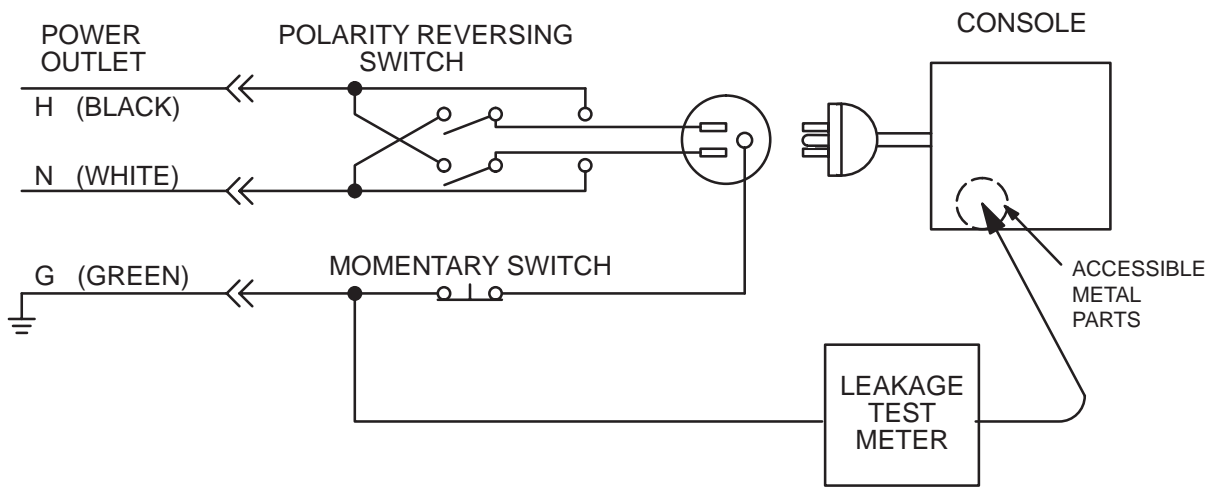 POWER
OUTLET
POLARITY REVERSING
SWITCH
CONSOLE
H (BLACK)
N (WHITE)
G (GREEN)
MOMENTARY SWITCH
ACCESSIBLE
METAL
PARTS
LEAKAGE
TEST
METER